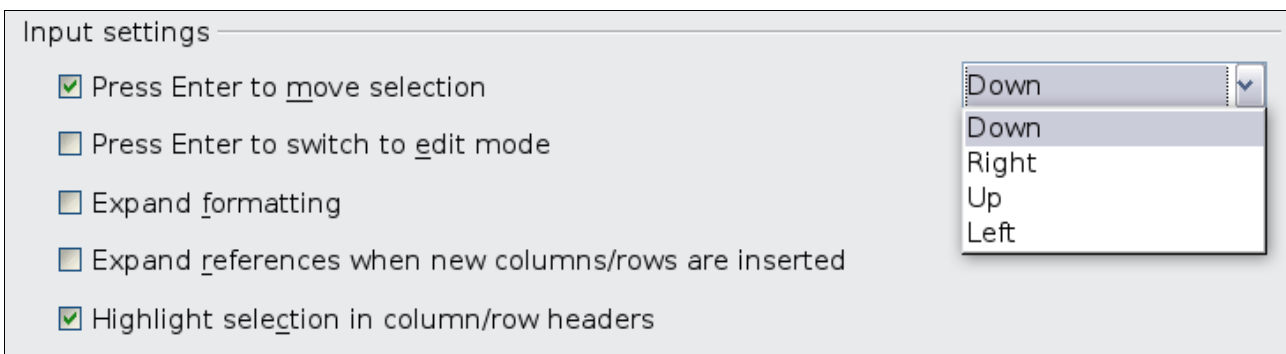 Input settings
Press Enter to move selection
Down
Down
Right
Up
Left
Press Enter to switch to edit mode
Expand formatting
Expand references when new columns/rows are inserted
Highlight selection in column/row headers